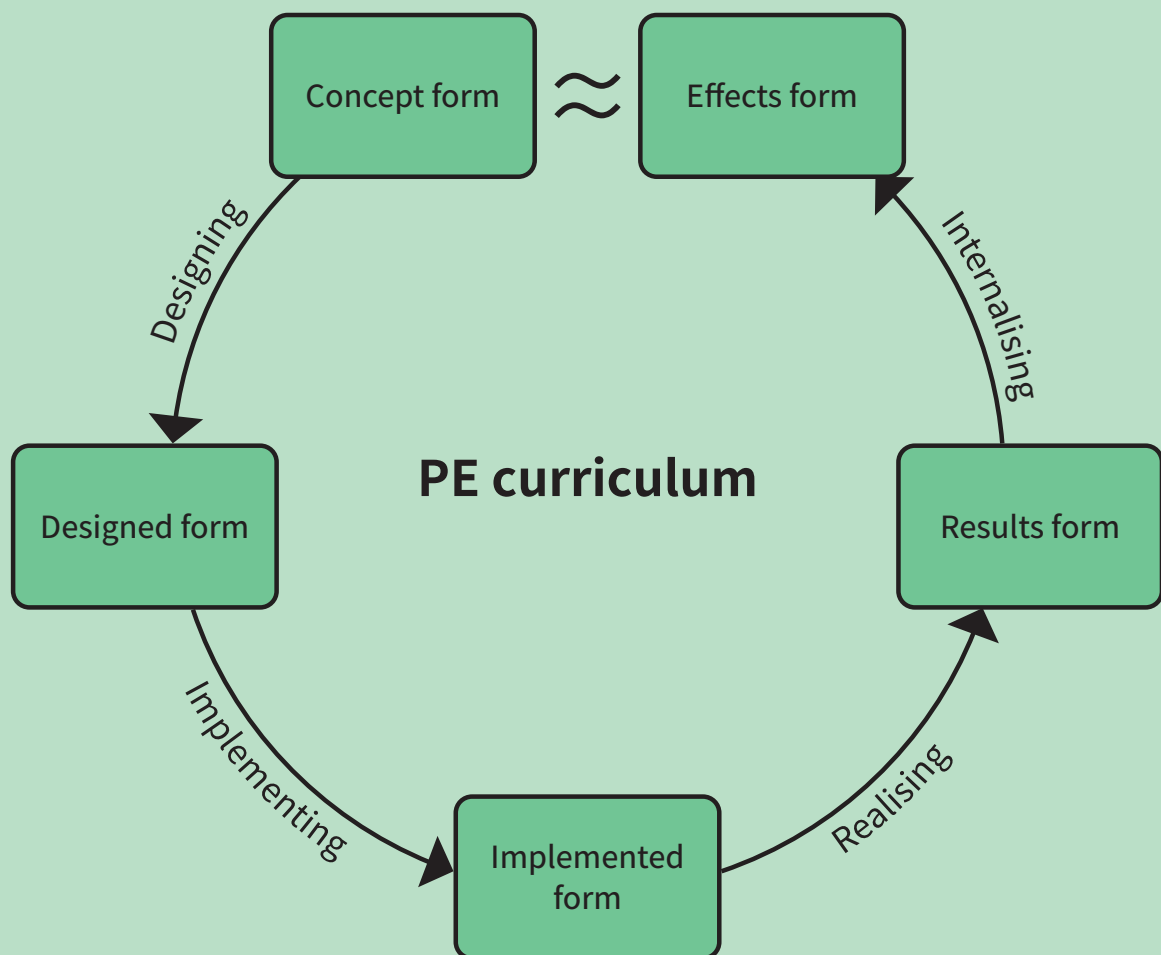 Concept form
≈
Effects form
Designing
Internalising
Designed form
PE curriculum
Results form
Implementing
Realising
Implemented
form